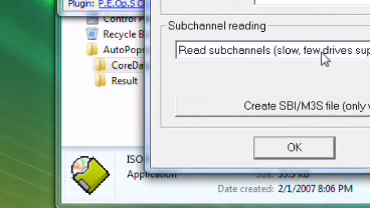 Plugin: P.E.Op.S
Control P
Recycle B
AutoPops
CoreDa
Result
Subchannel reading
Read subchannels (slow, few drives sup
Create SBI/M3S file (only w
OK
ISO
Application
Date created: 2/1/2007 8:06 PM